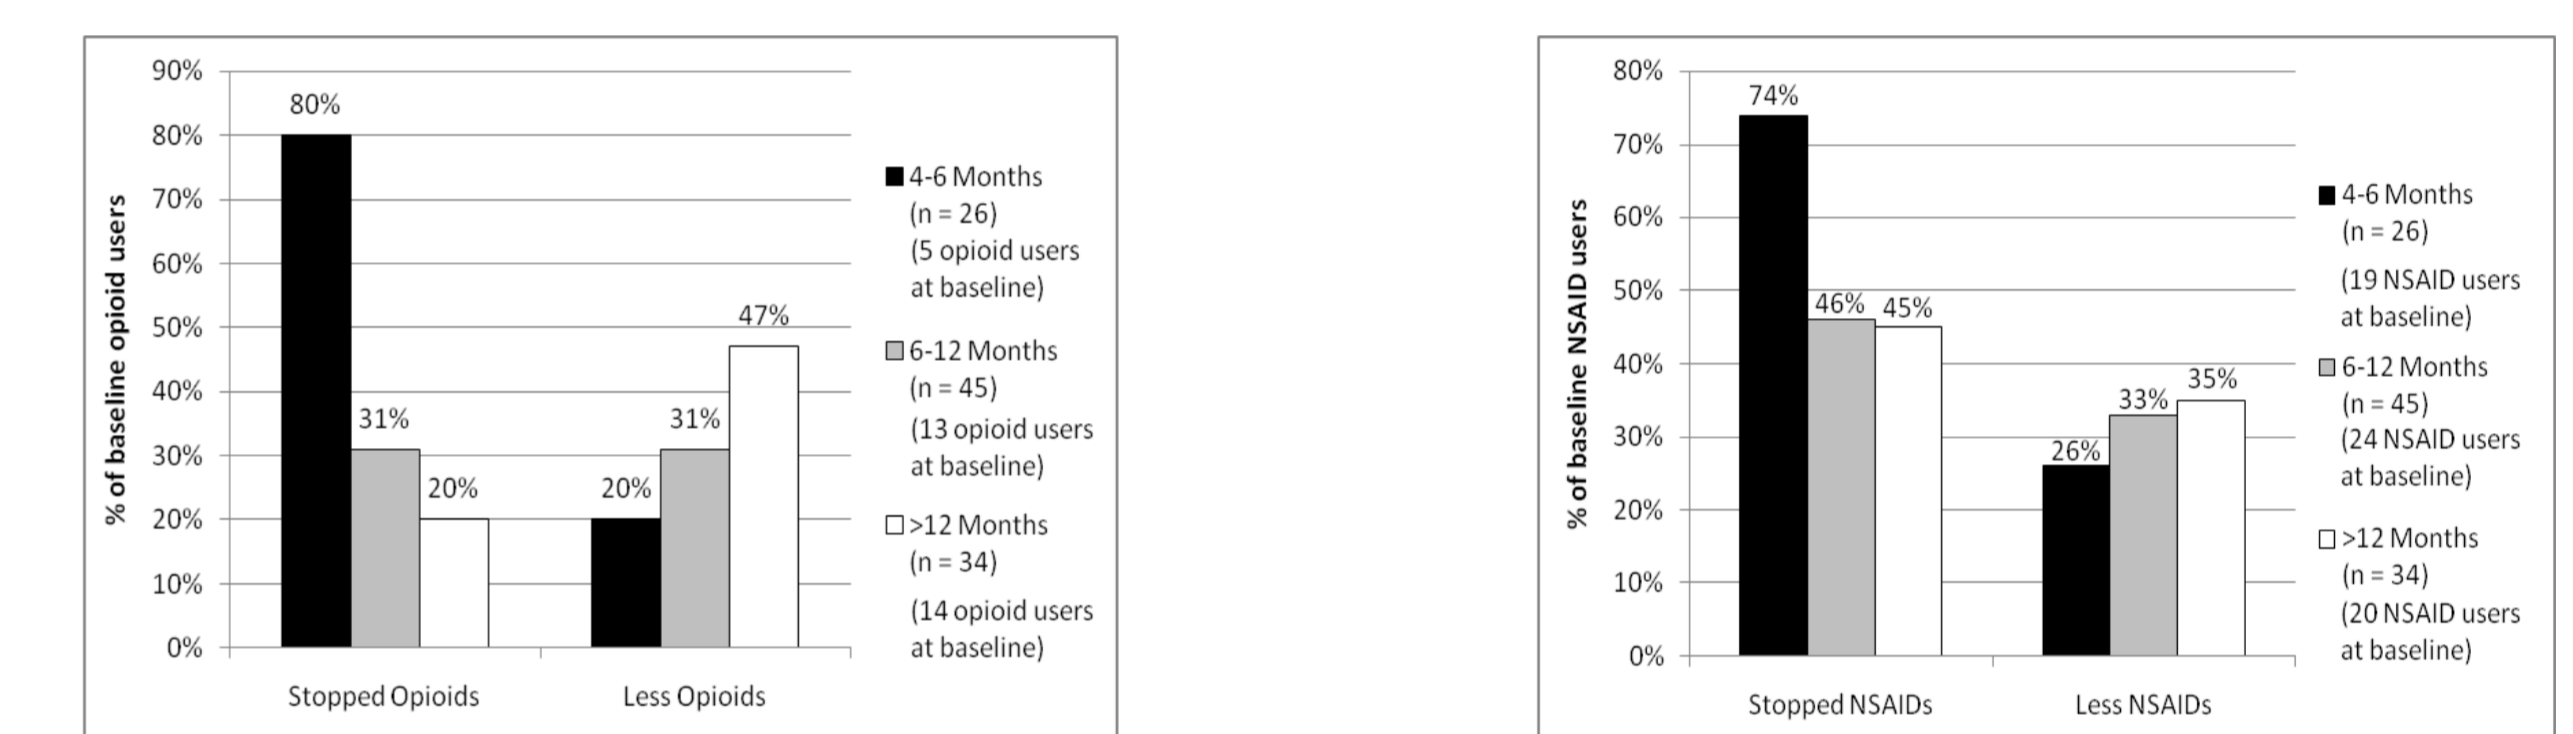 % of baseline opioid users
90%
80%
70%
60%
50%
40%
30%
20%
10%
0%
80%
31%
20%
20%
31%
47%
Stopped Opioids
Less Opioids
4-6 Months
(n = 26)
(5 opioid users
at baseline)
6-12 Months
(n = 45)
(13 opioid users
at baseline)
>12 Months
(n = 34)
(14 opioid users
at baseline)
% of baseline NSAID users
80%
70%
60%
50%
40%
30%
20%
10%
0%
74%
46%
45%
26%
33%
35%
Stopped NSAIDs
Less NSAIDs
4-6 Months
(n = 26)
(19 NSAID users
at baseline)
6-12 Months
(n = 45)
(24 NSAID users
at baseline)
>12 Months
(n = 34)
(20 NSAID users
at baseline)